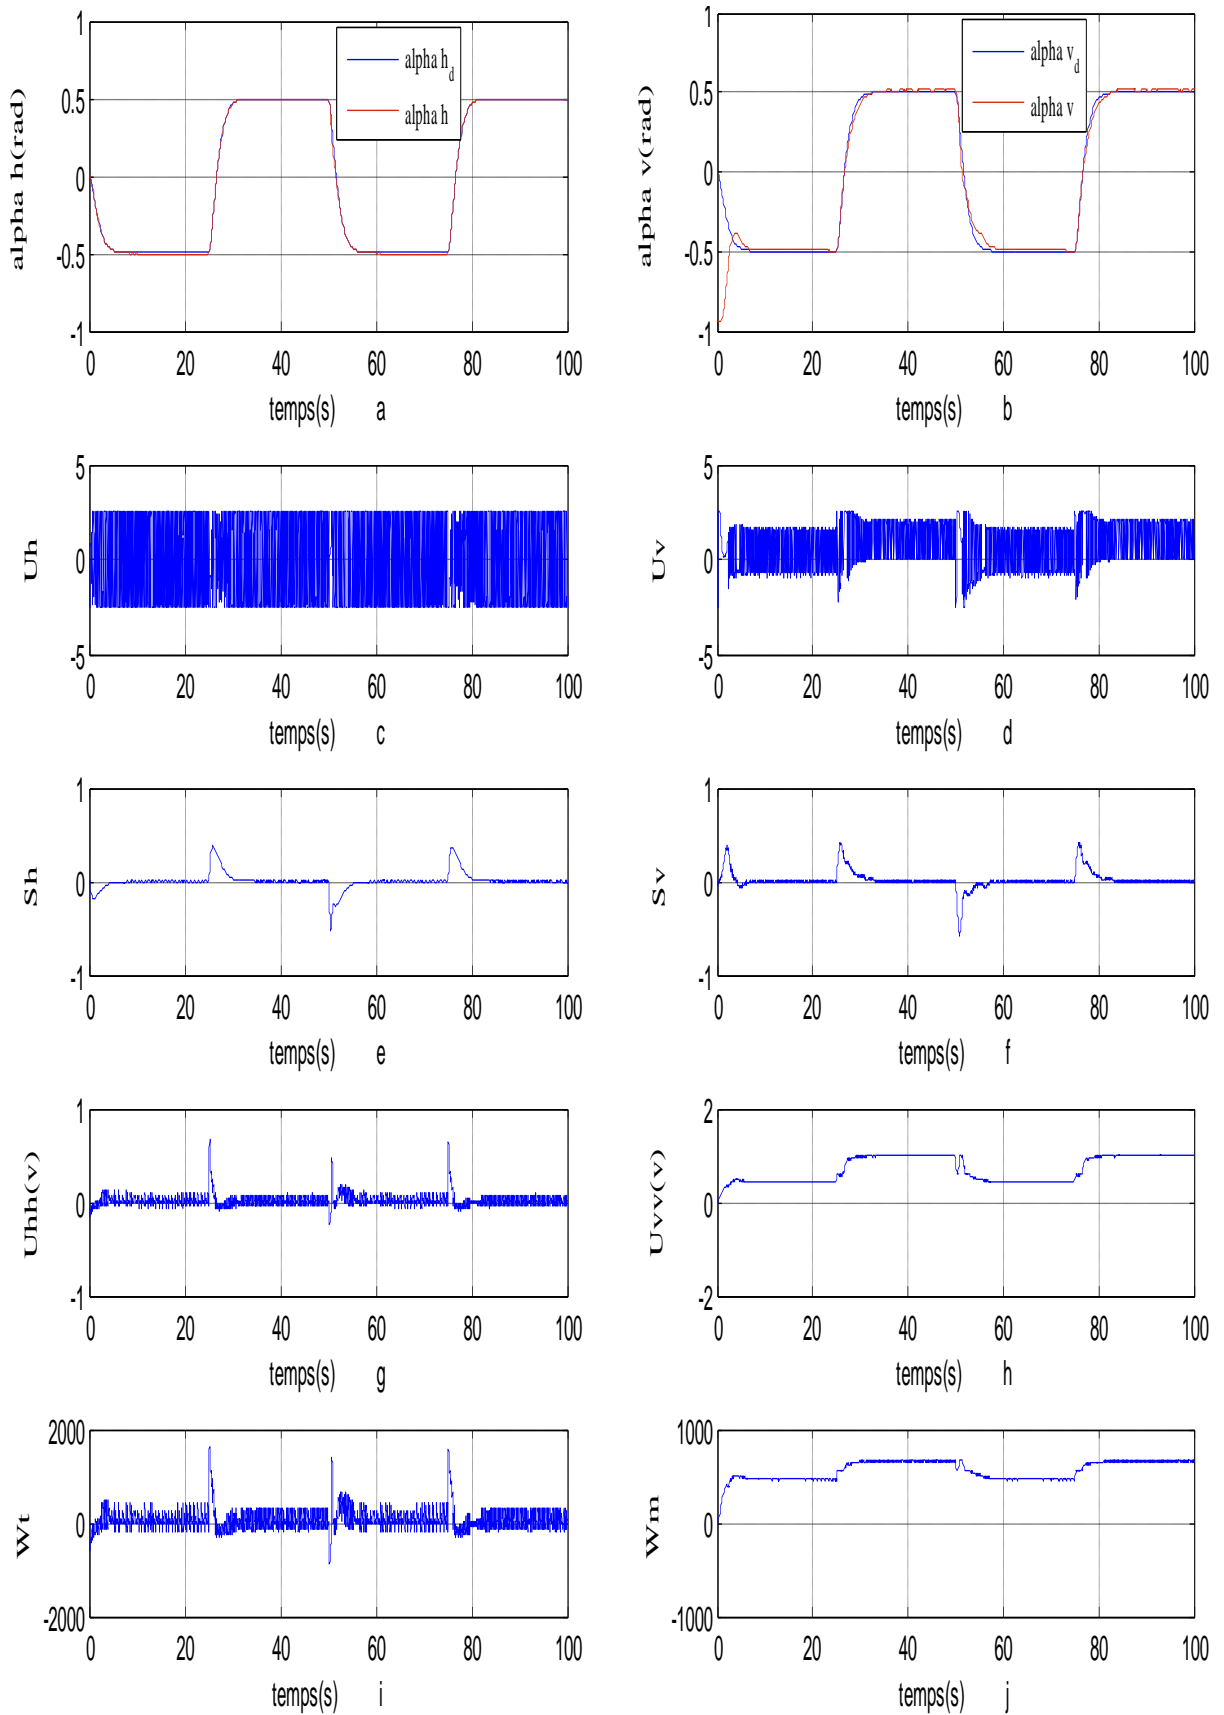 1
0.5
0
-0.5
-1
alpha h(rad)
alpha h_d
alpha h
0 20 40 60 80 100
temps(s) a
1
0.5
0
-0.5
-1
alpha v(rad)
alpha v_d
alpha v
0 20 40 60 80 100
temps(s) b
5
0
-5
Uh
0 20 40 60 80 100
temps(s) c
5
0
-5
Uv
0 20 40 60 80 100
temps(s) d
1
0
-1
Sh
0 20 40 60 80 100
temps(s) e
1
0
-1
Sv
0 20 40 60 80 100
temps(s) f
1
0
-1
Uhh(v)
0 20 40 60 80 100
temps(s) g
2
1
0
-2
Uvv(v)
0 20 40 60 80 100
temps(s) h
2000
0
-2000
Wt
0 20 40 60 80 100
temps(s) i
1000
0
-1000
Wm
0 20 40 60 80 100
temps(s) j